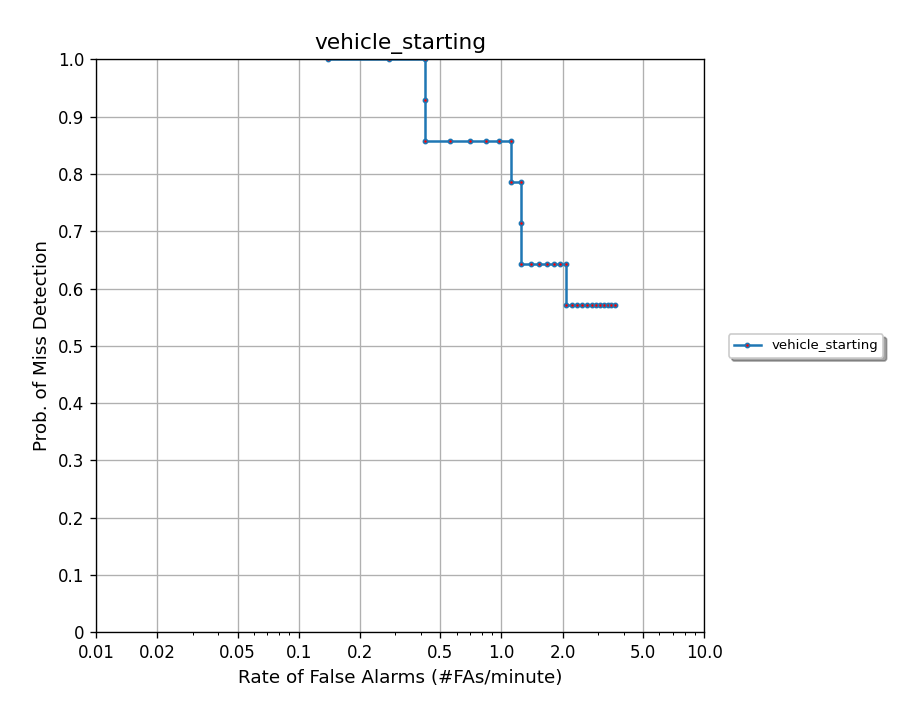 vehicle_starting
1.0
0.9
0.8
0.7
0.6
0.5
0.4
0.3
0.2
0.1
0
Prob. of Miss Detection
0.01 0.02 0.05 0.1 0.2 0.5 1.0 2.0 5.0 10.0
Rate of False Alarms (#FAs/minute)
vehicle_starting